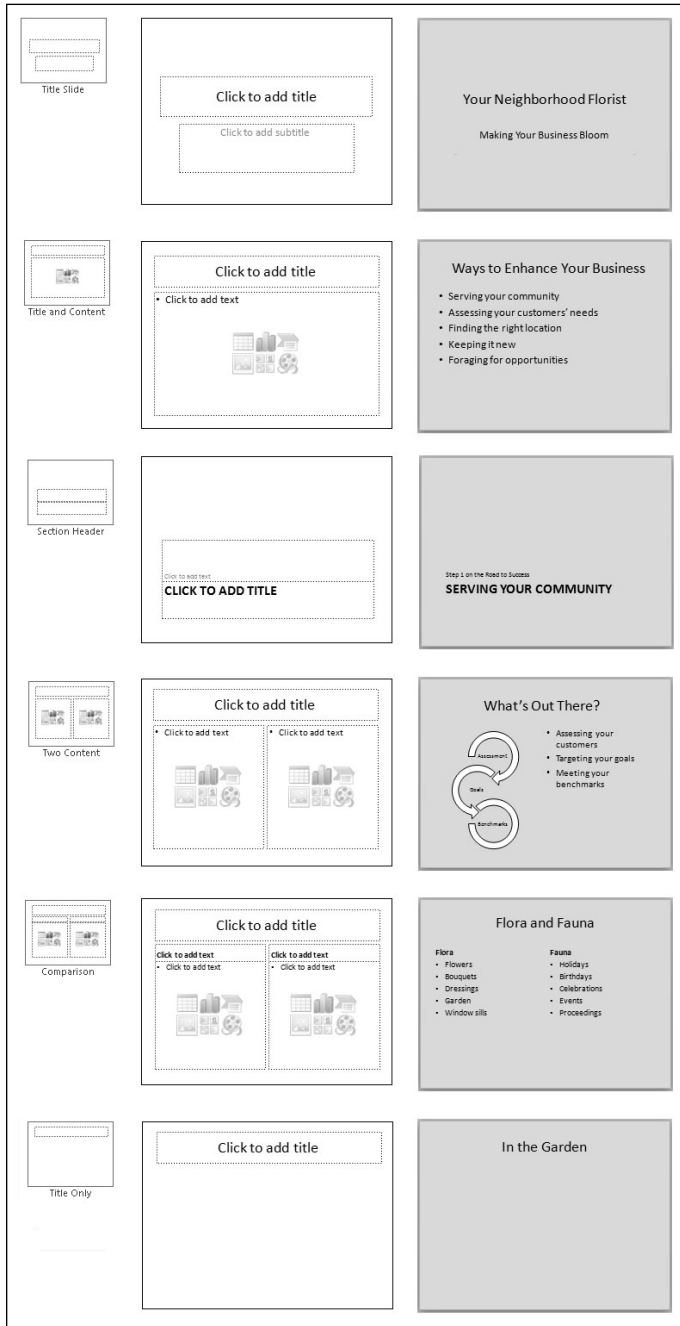 Title Slide
Click to add title
Click to add subtitle
Your Neighborhood Florist
Making Your Business Bloom
Title and Content
Click to add title
• Click to add text
Ways to Enhance Your Business
• Serving your community
• Assessing your customers' needs
• Finding the right location
• Keeping it new
• Foraging for opportunities
Section Header
Click to add text
CLICK TO ADD TITLE
Step 1 on the Road to Success
SERVING YOUR COMMUNITY
Two Content
Click to add title
• Click to add text
• Click to add text
What's Out There?
Assessment
Goals
Benchmarks
• Assessing your
customers
• Targeting your goals
• Meeting your
benchmarks
Comparison
Click to add title
Click to add text
• Click to add text
Click to add text
• Click to add text
Flora and Fauna
Flora
• Flowers
• Bouquets
• Dressings
• Garden
• Window sills
Fauna
• Holidays
• Birthdays
• Celebrations
• Events
• Proceedings
Title Only
Click to add title
In the Garden